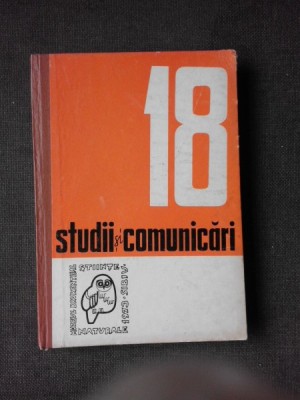 18
studii și comunicări
ȘTIINȚE
NATURALE